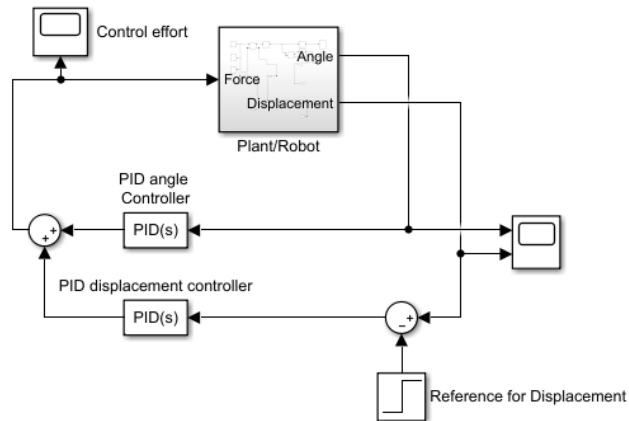 Control effort
Angle
Force
Displacement
Plant/Robot
PID angle
Controller
PID(s)
+
+
PID displacement controller
PID(s)
+
−
Reference for Displacement